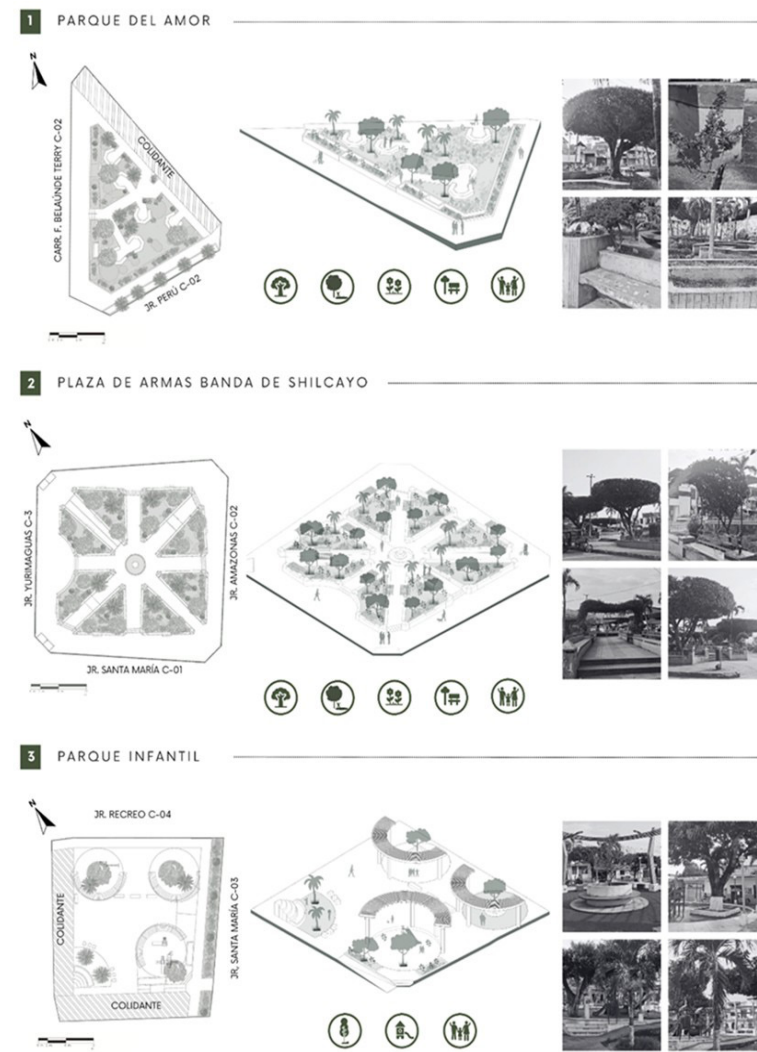 1 PARQUE DEL AMOR
N
CARR. F. BELAÚNDE TERRY C-02
COLIDANTE
JR. PERÚ C-02
2 PLAZA DE ARMAS BANDA DE SHILCAYO
N
JR. YURIMAGUAS C-3
JR. AMAZONAS C-02
JR. SANTA MARÍA C-01
3 PARQUE INFANTIL
N
JR. RECREO C-04
COLIDANTE
JR, SANTA MARÍA C-03
COLIDANTE